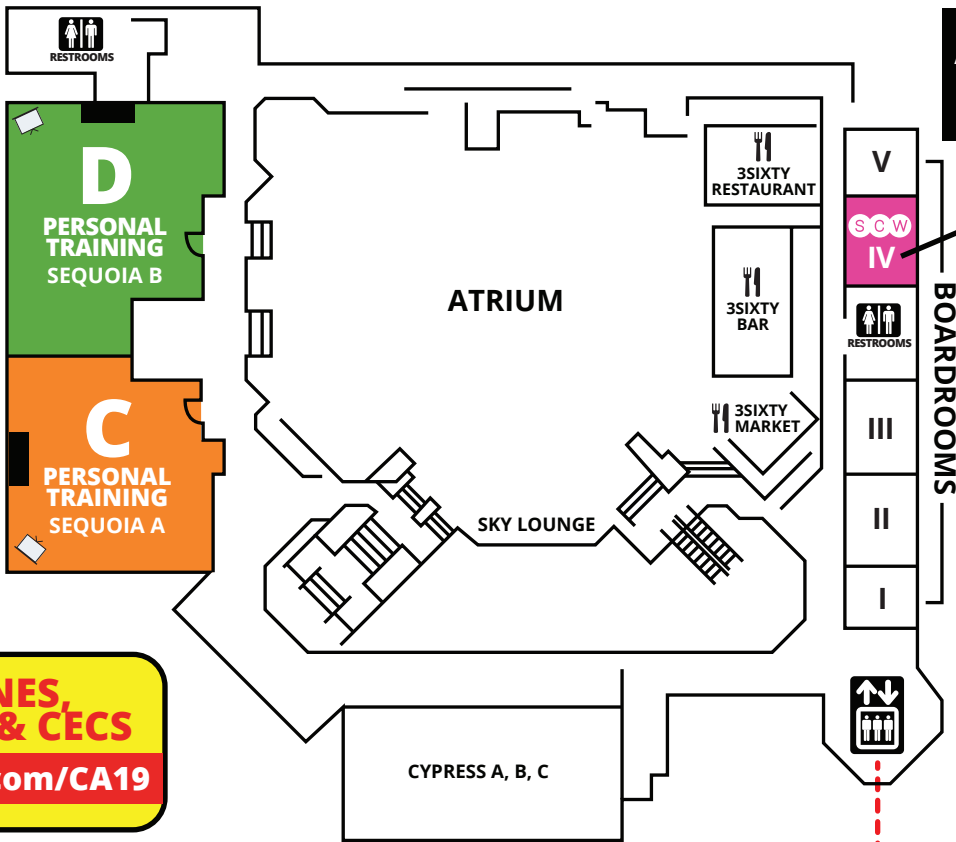 RESTROOMS
D
PERSONAL
TRAINING
SEQUOIA B
C
PERSONAL
TRAINING
SEQUOIA A
ATRIUM
3SIXTY
RESTAURANT
3SIXTY
BAR
3SIXTY
MARKET
SKY LOUNGE
V
SCW
IV
RESTROOMS
III
II
I
BOARDROOMS
CYPRESS A, B, C
NES,
& CECS
com/CA19